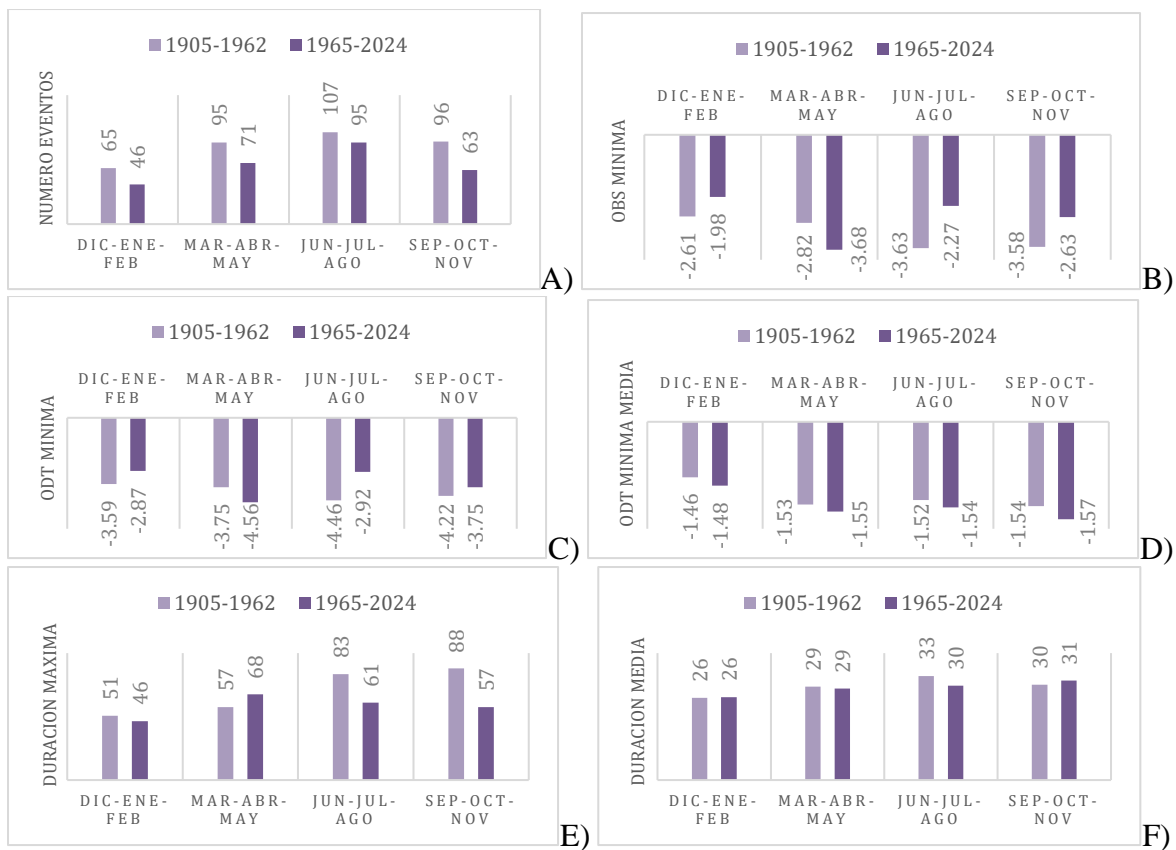 1905-1962 1965-2024
NUMERO EVENTOS
65 46 95 71 107 95 96 63
DIC-ENE-FEB MAR-ABR-MAY JUN-JUL-AGO SEP-OCT-NOV
A)
1905-1962 1965-2024
OBS MINIMA
DIC-ENE-FEB MAR-ABR-MAY JUN-JUL-AGO SEP-OCT-NOV
-2.61 -1.98 -2.82 -3.68 -3.63 -2.27 -3.58 -2.63
B)
1905-1962 1965-2024
ODT MINIMA
DIC-ENE-FEB MAR-ABR-MAY JUN-JUL-AGO SEP-OCT-NOV
-3.59 -2.87 -3.75 -4.56 -4.46 -2.92 -4.22 -3.75
C)
1905-1962 1965-2024
ODT MINIMA MEDIA
DIC-ENE-FEB MAR-ABR-MAY JUN-JUL-AGO SEP-OCT-NOV
-1.46 -1.48 -1.53 -1.55 -1.52 -1.54 -1.54 -1.57
D)
1905-1962 1965-2024
DURACION MAXIMA
51 46 57 68 83 61 88 57
DIC-ENE-FEB MAR-ABR-MAY JUN-JUL-AGO SEP-OCT-NOV
E)
1905-1962 1965-2024
DURACION MEDIA
26 26 29 29 33 30 30 31
DIC-ENE-FEB MAR-ABR-MAY JUN-JUL-AGO SEP-OCT-NOV
F)